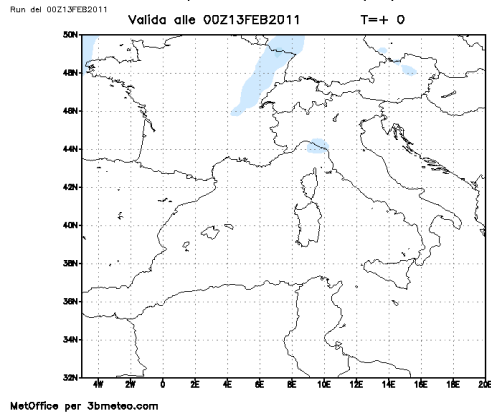 Run del 00Z13FEB2011
Valida alle 00Z13FEB2011 T=+ 0
50N
48N
46N
44N
42N
40N
38N
36N
34N
32N
4W 2W 0 2E 4E 6E 8E 10E 12E 14E 16E 18E 20E
MetOffice per 3bmeteo.com